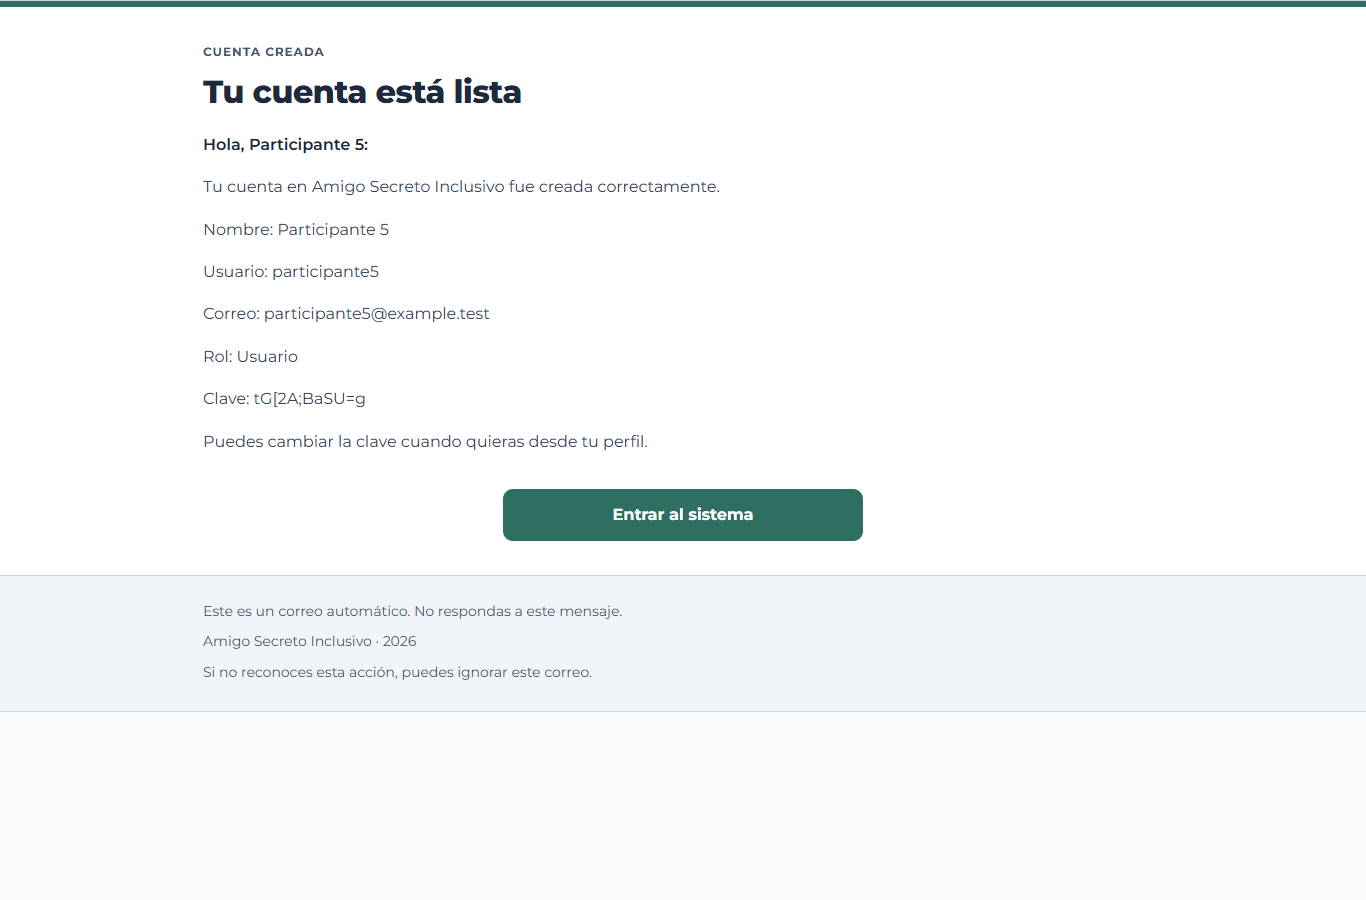 CUENTA CREADA
Tu cuenta está lista
Hola, Participante 5:
Tu cuenta en Amigo Secreto Inclusivo fue creada correctamente.
Nombre: Participante 5
Usuario: participante5
Correo: participante5@example.test
Rol: Usuario
Clave: tG[2A;BaSU=g
Puedes cambiar la clave cuando quieras desde tu perfil.
Entrar al sistema
Este es un correo automático. No respondas a este mensaje.
Amigo Secreto Inclusivo · 2026
Si no reconoces esta acción, puedes ignorar este correo.